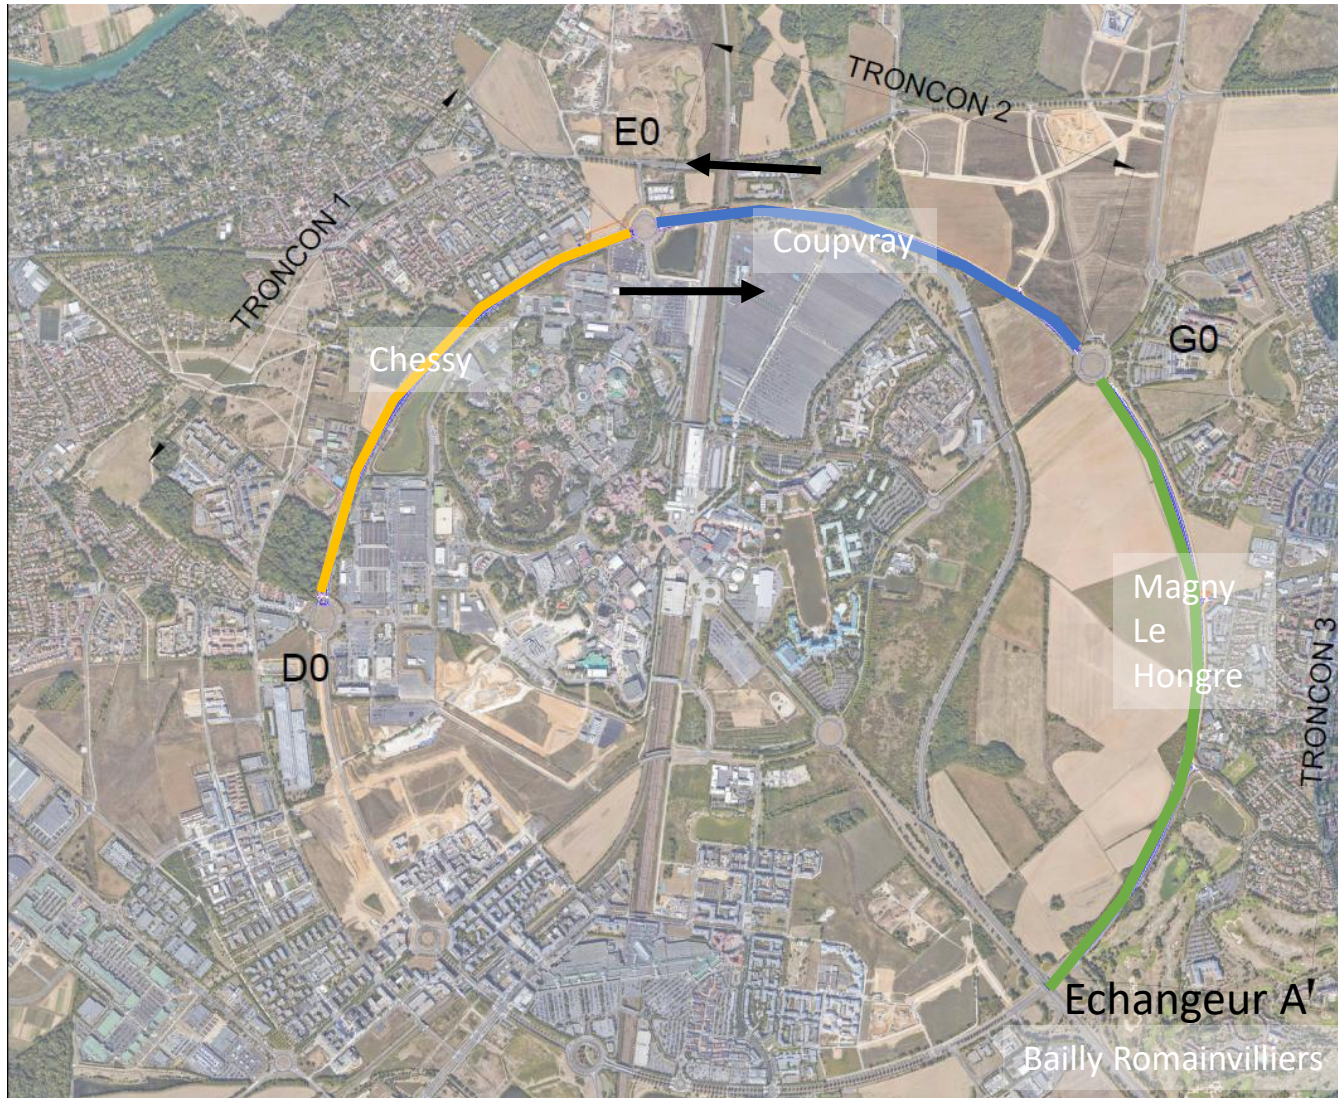 TRONCON 2
E0
TRONCON 1
Coupvray
G0
Chessy
Magny
Le
Hongre
D0
TRONCON 3
Echangeur A'
Bailly Romainvilliers